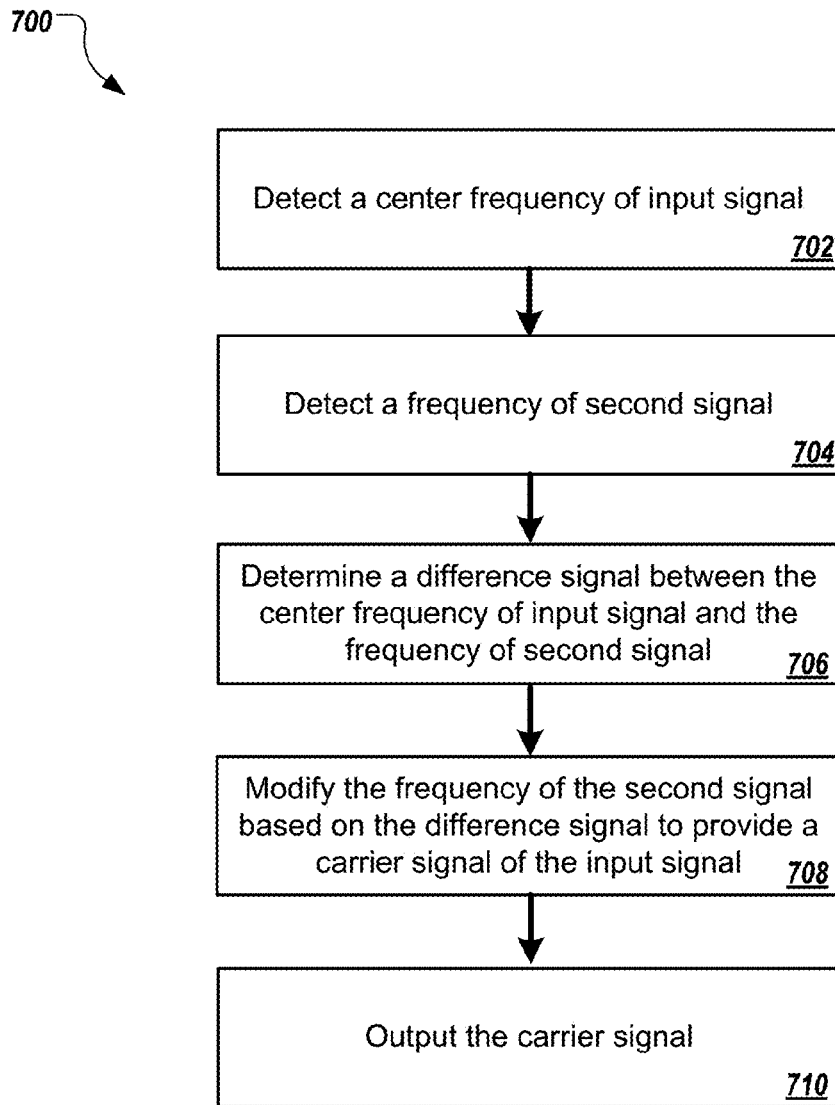 700
Detect a center frequency of input signal
702
Detect a frequency of second signal
704
Determine a difference signal between the
center frequency of input signal and the
frequency of second signal
706
Modify the frequency of the second signal
based on the difference signal to provide a
carrier signal of the input signal
708
Output the carrier signal
710